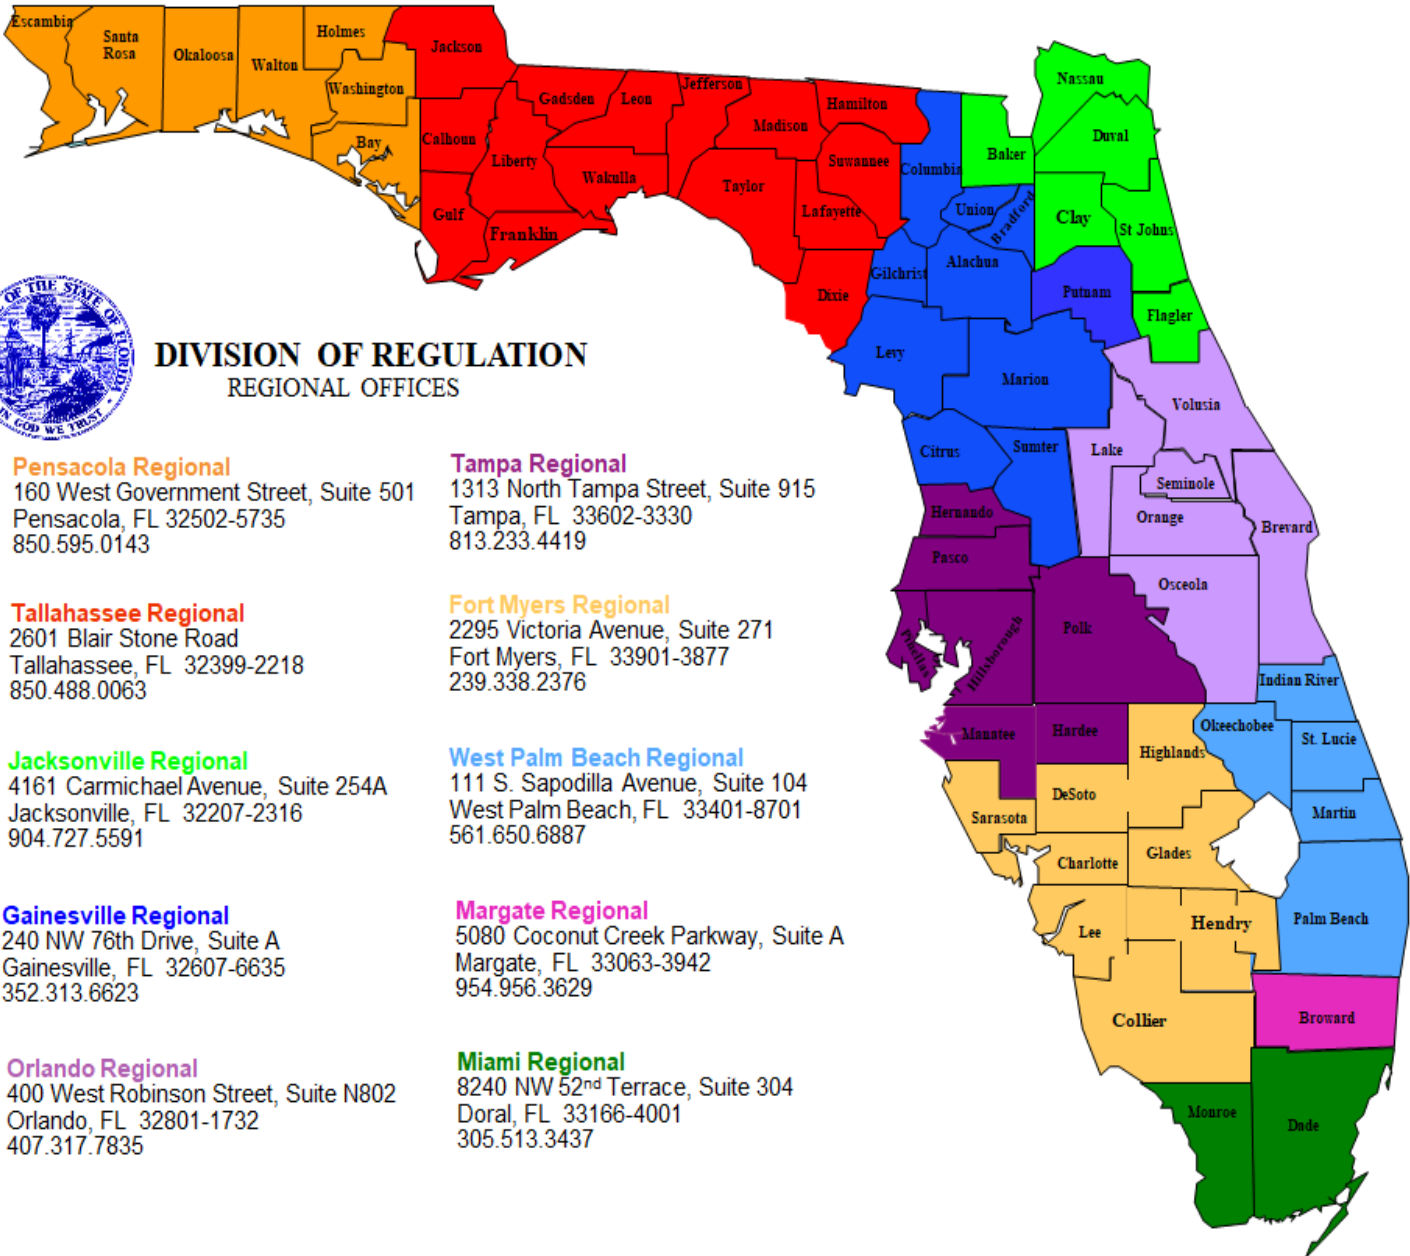 Escambia
Santa
Rosa
Okaloosa
Walton
Holmes
Washington
Bay
Jackson
Calhoun
Gulf
Liberty
Gadsden
Leon
Wakulla
Franklin
Jefferson
Madison
Taylor
Hamilton
Suwannee
Lafayette
Dixie
Columbia
Baker
Nassau
Duval
Union
Bradford
Clay
St Johns
Gilchrist
Alachua
Putnam
Flagler
Levy
Marion
Volusia
Citrus
Sumter
Lake
Seminole
Orange
Brevard
Hernando
Pasco
Osceola
Pinellas
Hillsborough
Polk
Indian River
Manatee
Hardee
Highlands
Okeechobee
St. Lucie
Sarasota
DeSoto
Martin
Charlotte
Glades
Lee
Hendry
Palm Beach
Collier
Broward
Monroe
Dade
OF THE STATE OF FLORIDA
IN GOD WE TRUST
DIVISION OF REGULATION
REGIONAL OFFICES
Pensacola Regional
160 West Government Street, Suite 501
Pensacola, FL 32502-5735
850.595.0143
Tallahassee Regional
2601 Blair Stone Road
Tallahassee, FL 32399-2218
850.488.0063
Jacksonville Regional
4161 Carmichael Avenue, Suite 254A
Jacksonville, FL 32207-2316
904.727.5591
Gainesville Regional
240 NW 76th Drive, Suite A
Gainesville, FL 32607-6635
352.313.6623
Orlando Regional
400 West Robinson Street, Suite N802
Orlando, FL 32801-1732
407.317.7835
Tampa Regional
1313 North Tampa Street, Suite 915
Tampa, FL 33602-3330
813.233.4419
Fort Myers Regional
2295 Victoria Avenue, Suite 271
Fort Myers, FL 33901-3877
239.338.2376
West Palm Beach Regional
111 S. Sapodilla Avenue, Suite 104
West Palm Beach, FL 33401-8701
561.650.6887
Margate Regional
5080 Coconut Creek Parkway, Suite A
Margate, FL 33063-3942
954.956.3629
Miami Regional
8240 NW 52nd Terrace, Suite 304
Doral, FL 33166-4001
305.513.3437